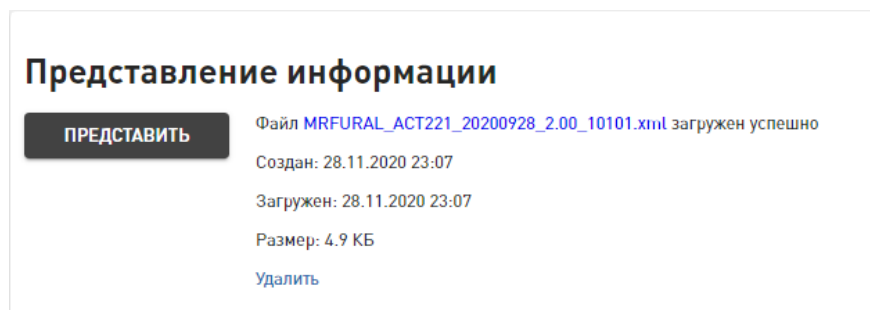 Представление информации
ПРЕДСТАВИТЬ
Файл MRFURAL_ACT221_20200928_2.00_10101.xml загружен успешно
Создан: 28.11.2020 23:07
Загружен: 28.11.2020 23:07
Размер: 4.9 КБ
Удалить